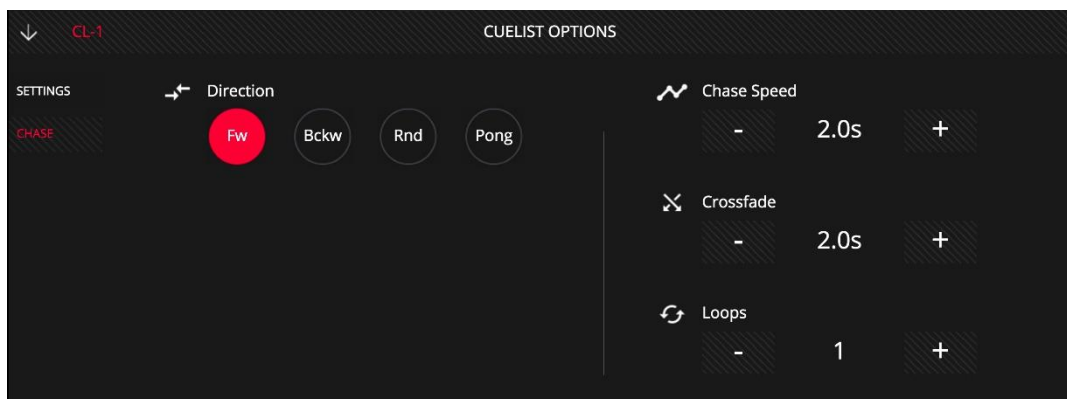 CL-1
CUELIST OPTIONS
SETTINGS
CHASE
Direction
Fw Bckw Rnd Pong
Chase Speed
- 2.0s +
Crossfade
- 2.0s +
Loops
- 1 +